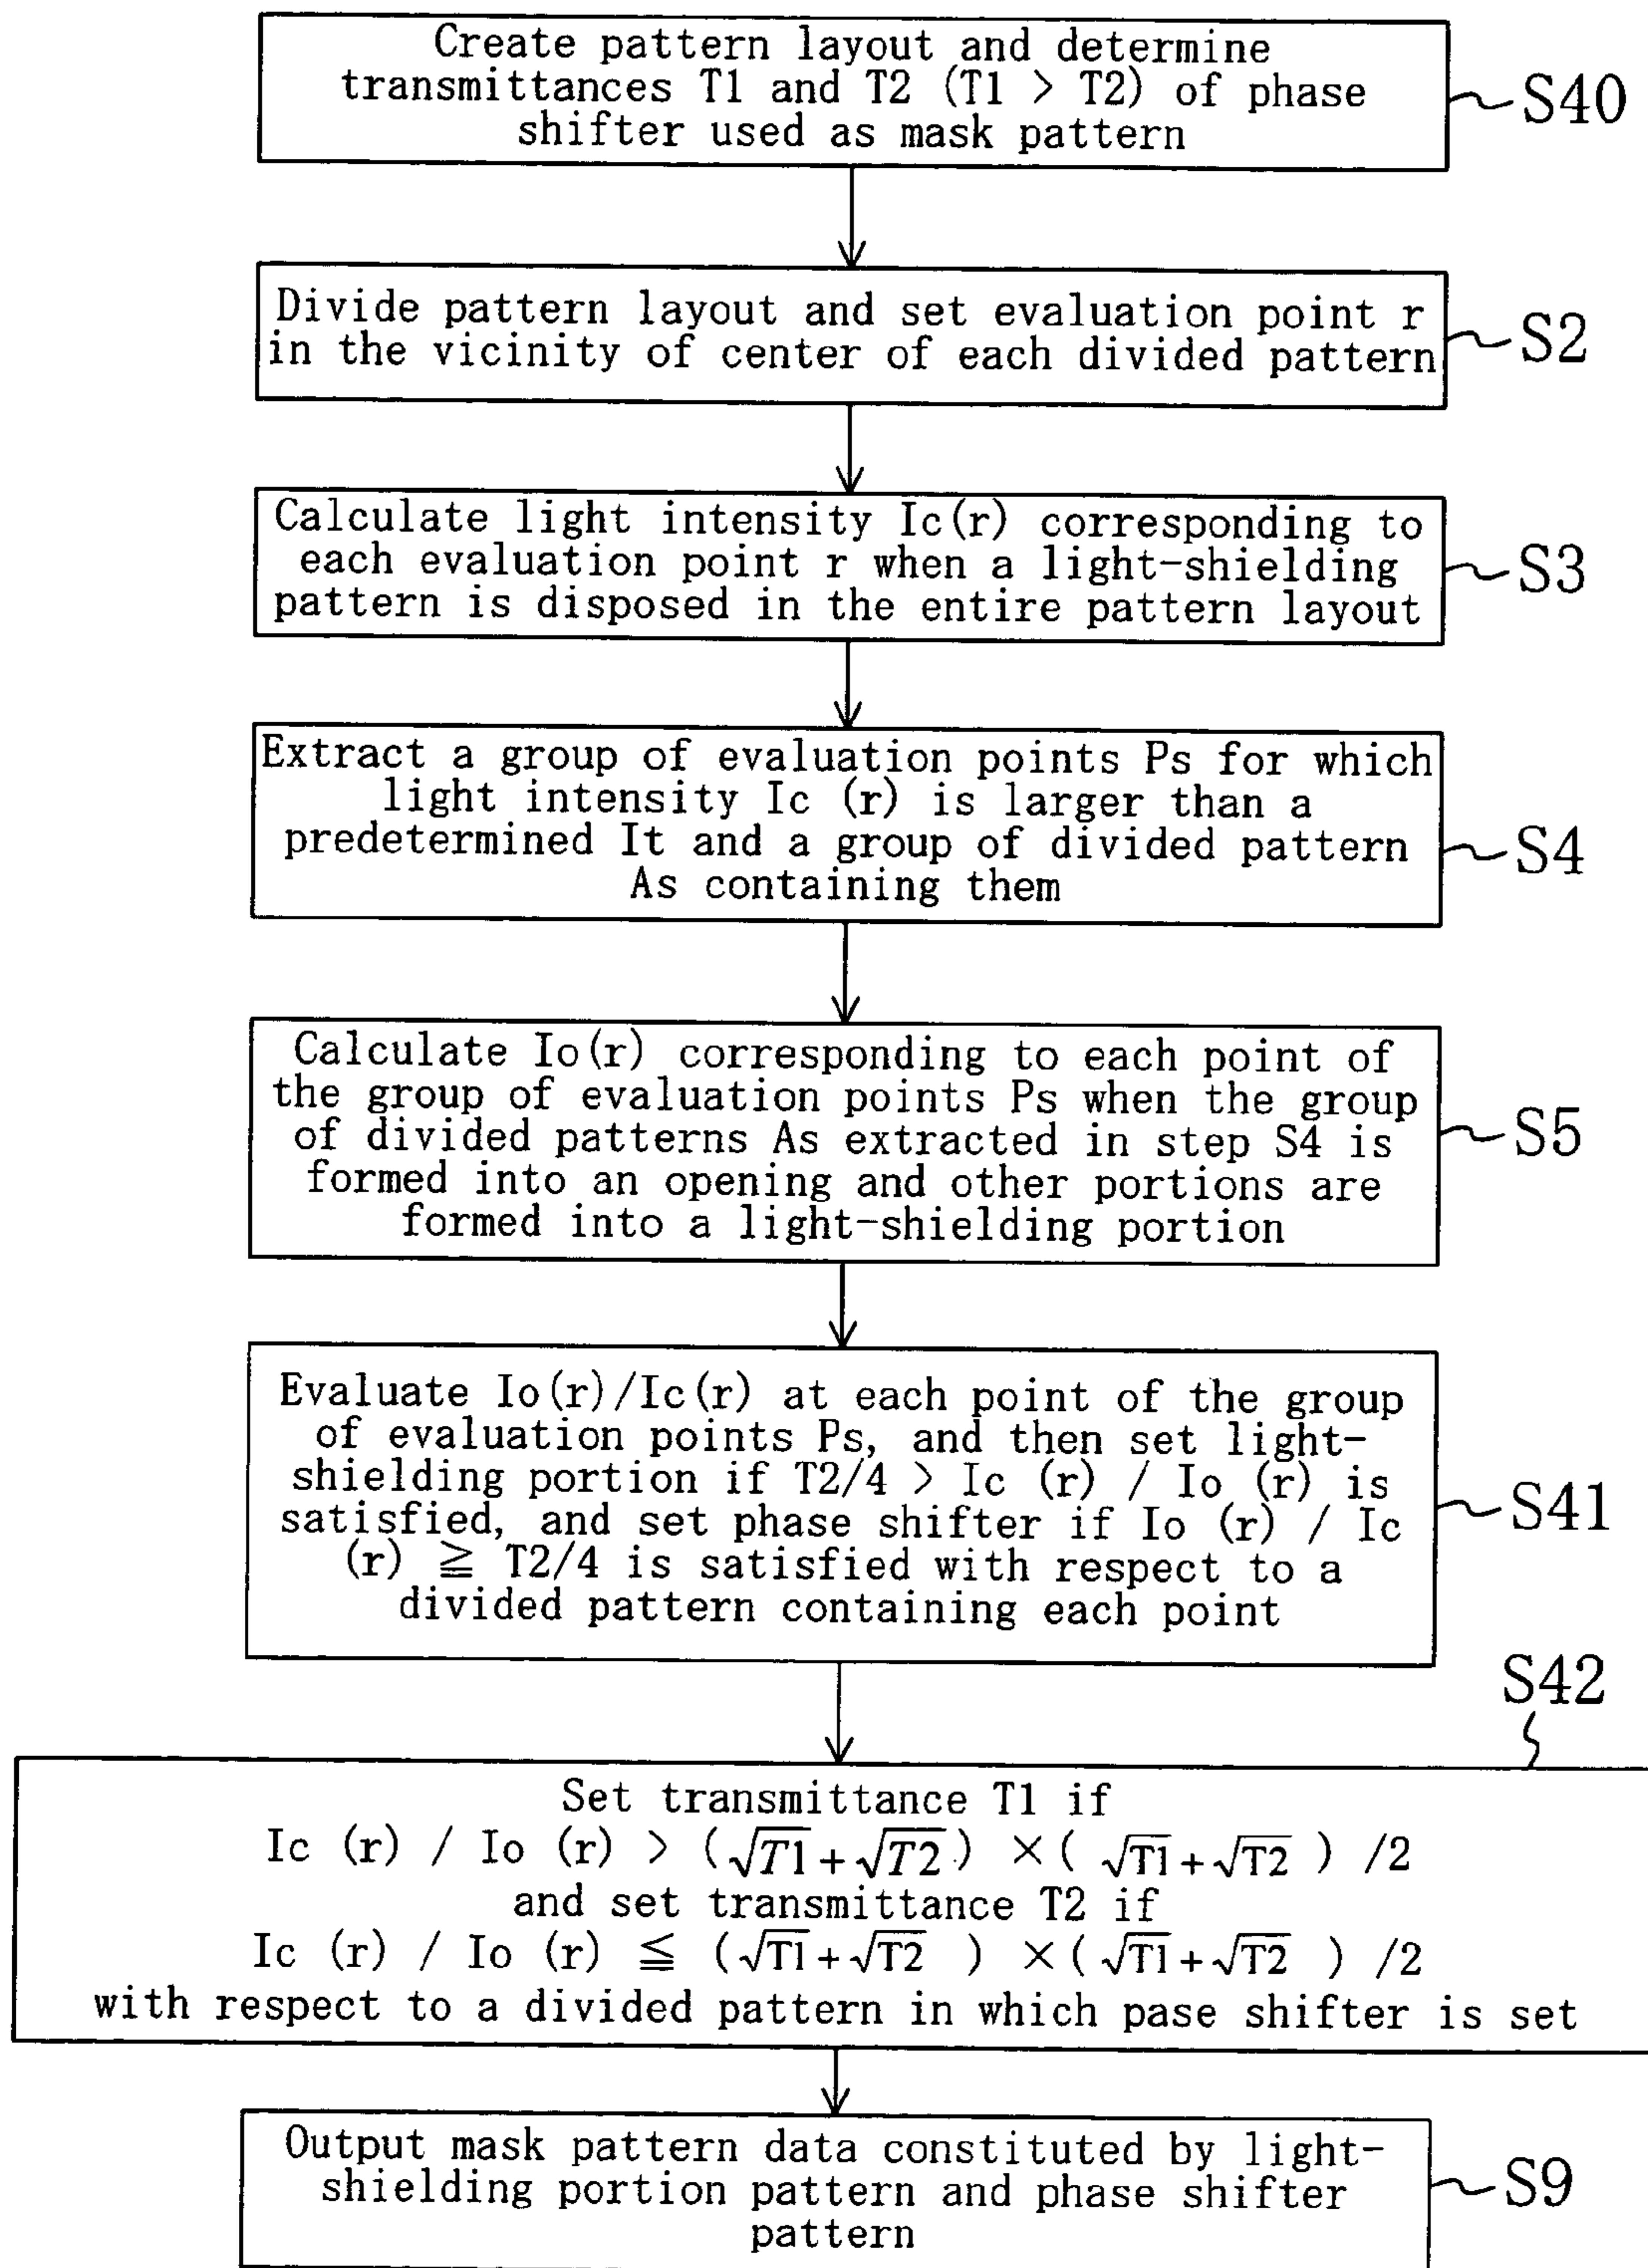 Create pattern layout and determine
transmittances T1 and T2 (T1 > T2) of phase
shifter used as mask pattern
S40
Divide pattern layout and set evaluation point r
in the vicinity of center of each divided pattern
S2
Calculate light intensity Ic(r) corresponding to
each evaluation point r when a light-shielding
pattern is disposed in the entire pattern layout
S3
Extract a group of evaluation points Ps for which
light intensity Ic (r) is larger than a
predetermined It and a group of divided pattern
As containing them
S4
Calculate Io(r) corresponding to each point of
the group of evaluation points Ps when the group
of divided patterns As extracted in step S4 is
formed into an opening and other portions are
formed into a light-shielding portion
S5
Evaluate Io(r)/Ic(r) at each point of the group
of evaluation points Ps, and then set light-
shielding portion if T2/4 > Ic (r) / Io (r) is
satisfied, and set phase shifter if Io (r) / Ic
(r) ≧ T2/4 is satisfied with respect to a
divided pattern containing each point
S41
S42
Set transmittance T1 if
Ic (r) / Io (r) > (√T1+√T2) ×( √T1+√T2 ) /2
and set transmittance T2 if
Ic (r) / Io (r) ≦ (√T1+√T2 ) ×( √T1+√T2 ) /2
with respect to a divided pattern in which pase shifter is set
Output mask pattern data constituted by light-
shielding portion pattern and phase shifter
pattern
S9